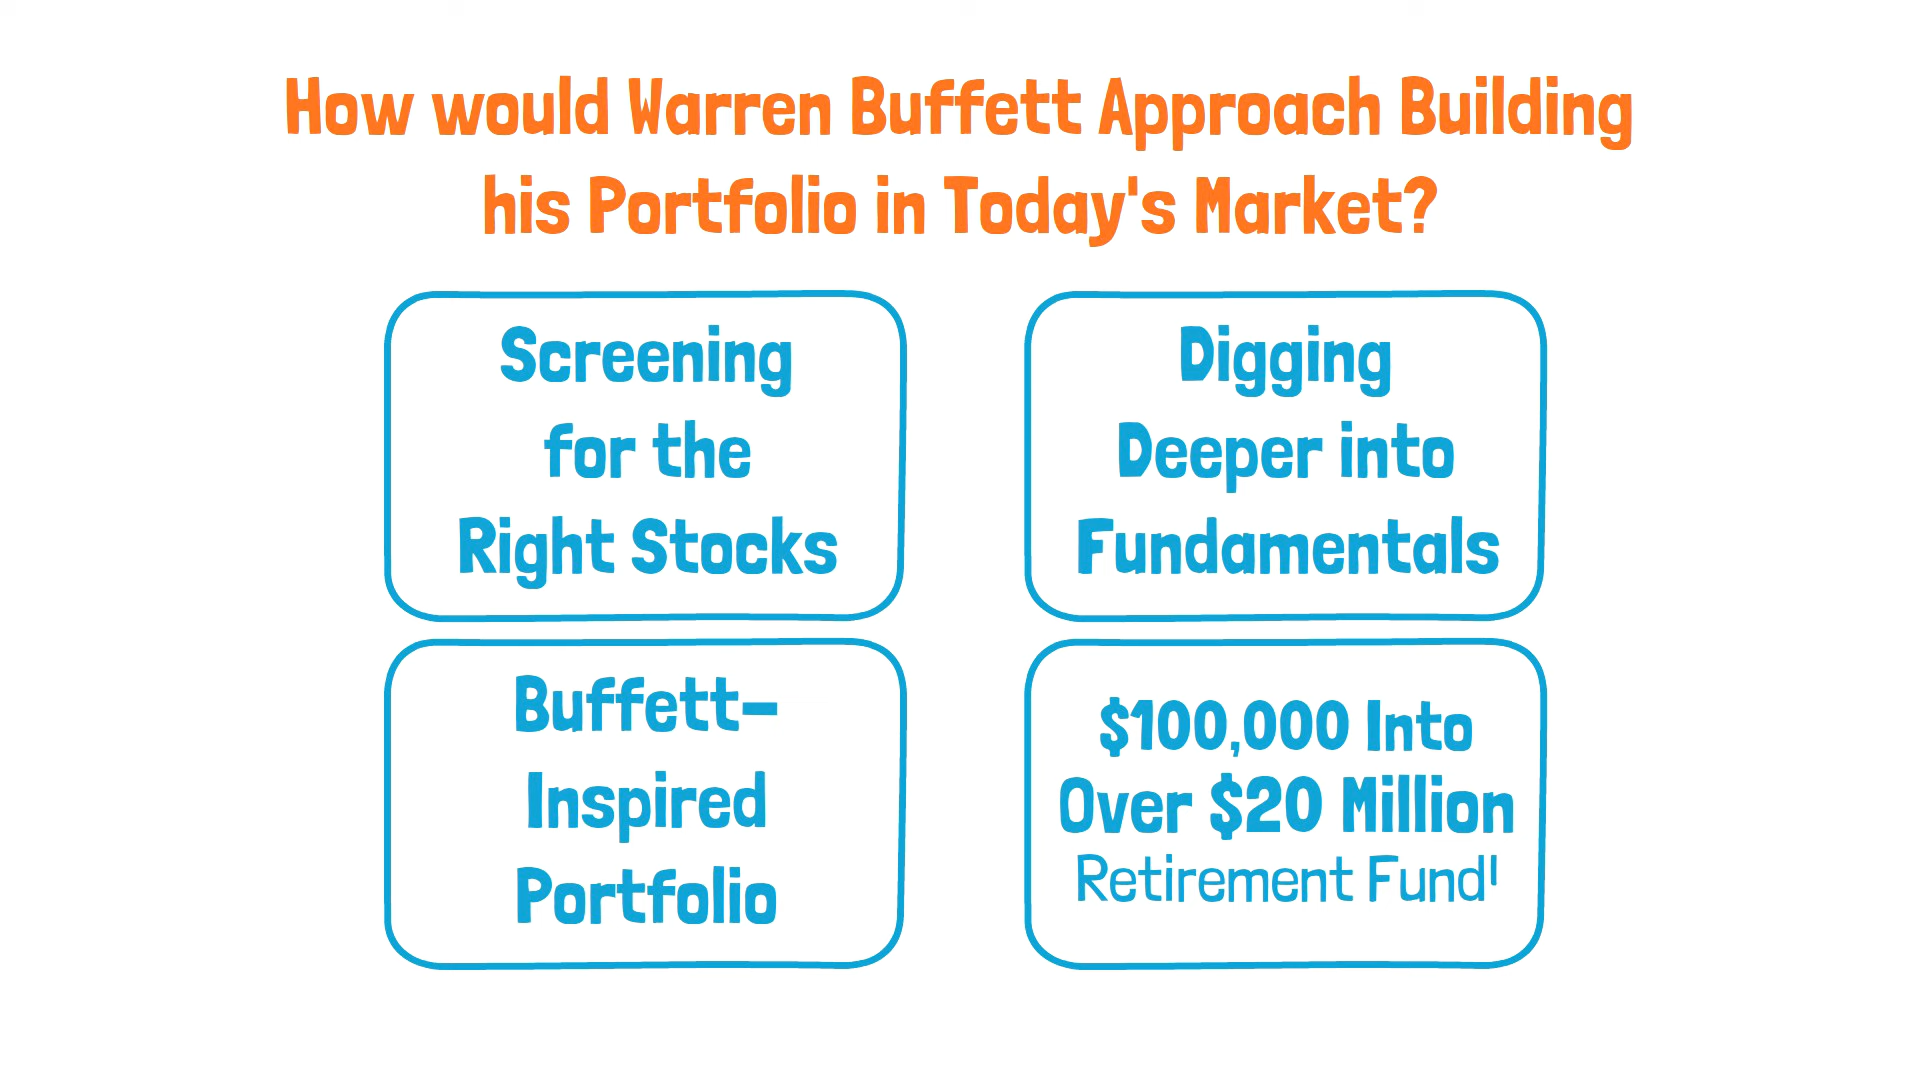 How would Warren Buffett Approach Building
his Portfolio in Today's Market?
Screening
for the
Right Stocks
Digging
Deeper into
Fundamentals
Buffett-
Inspired
Portfolio
$100,000 Into
Over $20 Million
Retirement Fund¹